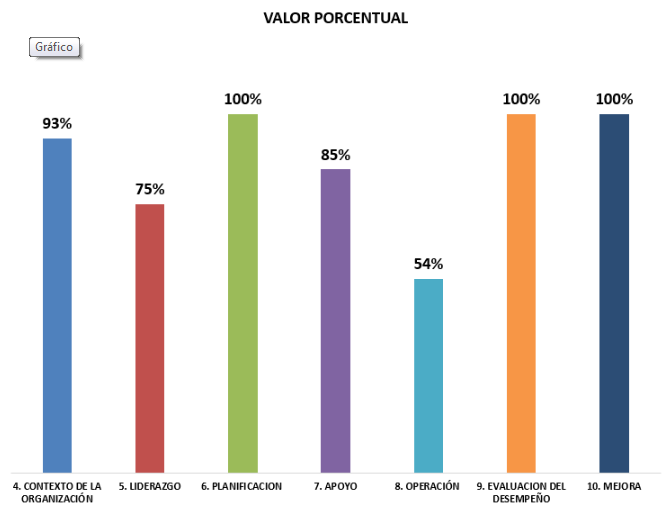 VALOR PORCENTUAL
Gráfico
93%
75%
100%
85%
54%
100%
100%
4. CONTEXTO DE LA
ORGANIZACIÓN
5. LIDERAZGO
6. PLANIFICACION
7. APOYO
8. OPERACIÓN
9. EVALUACION DEL
DESEMPEÑO
10. MEJORA